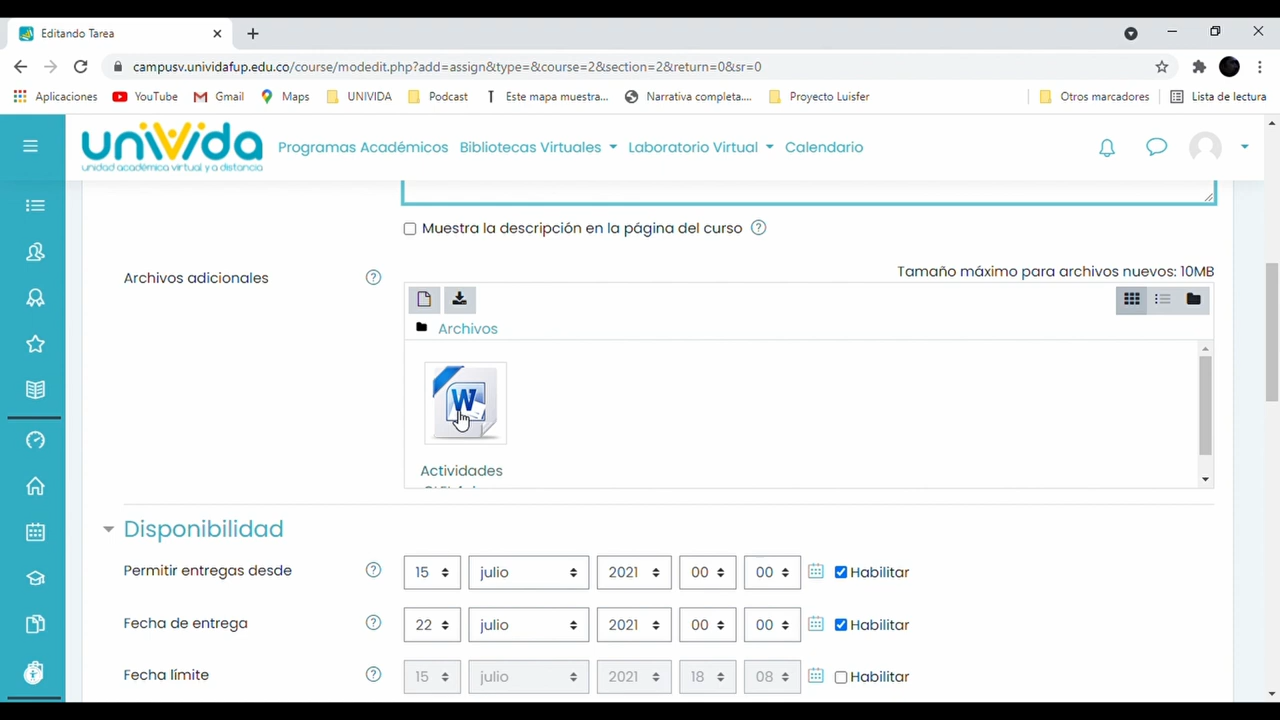 Editando Tarea
campusv.unividafup.edu.co/course/modedit.php?add=assign&type=&course=2&section=2&return=0&sr=0
Aplicaciones YouTube Gmail Maps UNIVIDA Podcast Este mapa muestra... Narrativa completa.... Proyecto Luisfer Otros marcadores Lista de lectura
uniVida
unidad académica virtual y a distancia
Programas Académicos Bibliotecas Virtuales Laboratorio Virtual Calendario
Muestra la descripción en la página del curso
Archivos adicionales
Tamaño máximo para archivos nuevos: 10MB
Archivos
W
Actividades
Disponibilidad
Permitir entregas desde 15 julio 2021 00 00 Habilitar
Fecha de entrega 22 julio 2021 00 00 Habilitar
Fecha límite 15 julio 2021 18 08 Habilitar